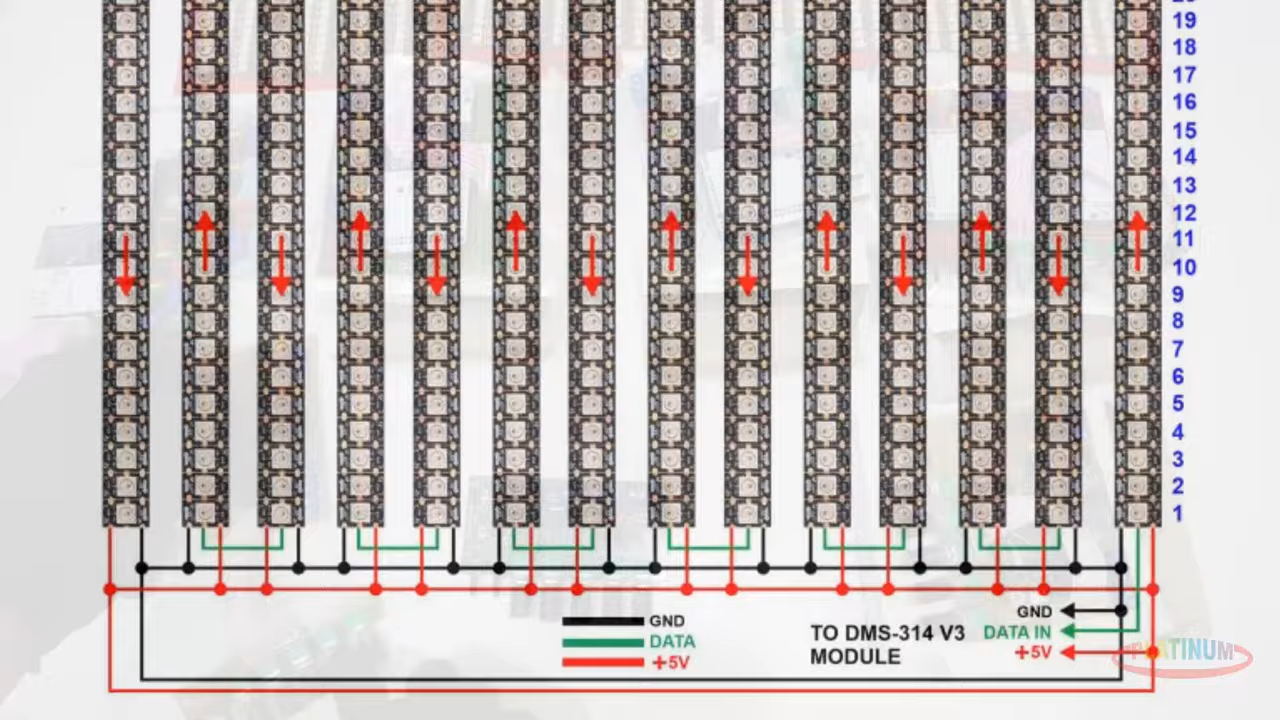 19
18
17
16
15
14
13
12
11
10
9
8
7
6
5
4
3
2
1
GND
DATA
+5V
TO DMS-314 V3
MODULE
GND
DATA IN
+5V
PLATINUM